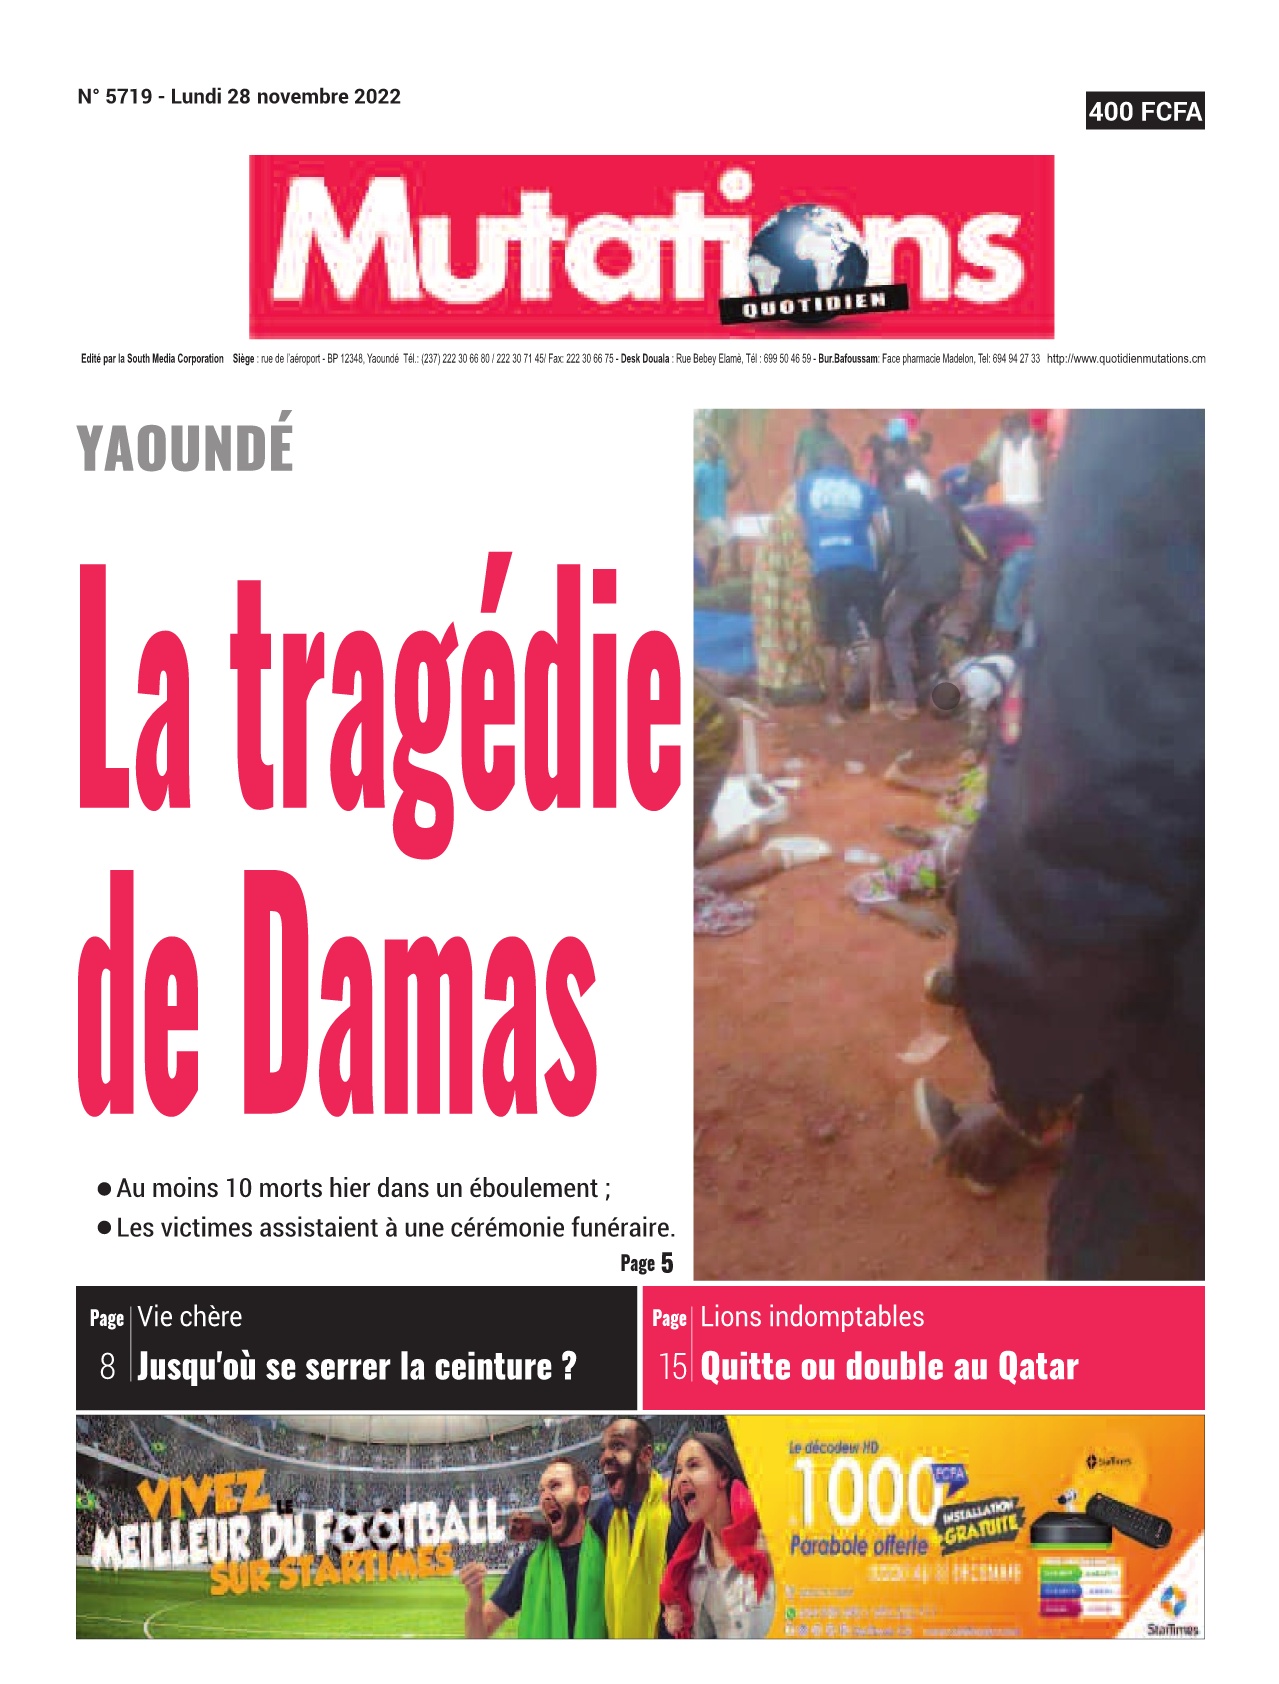 N° 5719 - Lundi 28 novembre 2022
400 FCFA
Mutations
QUOTIDIEN
Edité par la South Media Corporation Siège : rue de l'aéroport - BP 12348, Yaoundé Tél.: (237) 222 30 66 80 / 222 30 71 45/ Fax: 222 30 66 75 - Desk Douala : Rue Bebey Elamè, Tél : 699 50 46 59 - Bur.Bafoussam: Face pharmacie Madelon, Tel: 694 94 27 33 http://www.quotidienmutations.cm
YAOUNDÉ
La tragédie
de Damas
● Au moins 10 morts hier dans un éboulement ;
● Les victimes assistaient à une cérémonie funéraire.
Page 5
Page 8
Vie chère
Jusqu'où se serrer la ceinture ?
Page 15
Lions indomptables
Quitte ou double au Qatar
VIVEZ LE
MEILLEUR DU FOOTBALL
SUR STARTIMES
Le décodeur HD
1000 FCFA
INSTALLATION
+GRATUITE
Parabole offerte
StarTimes
StarTimes